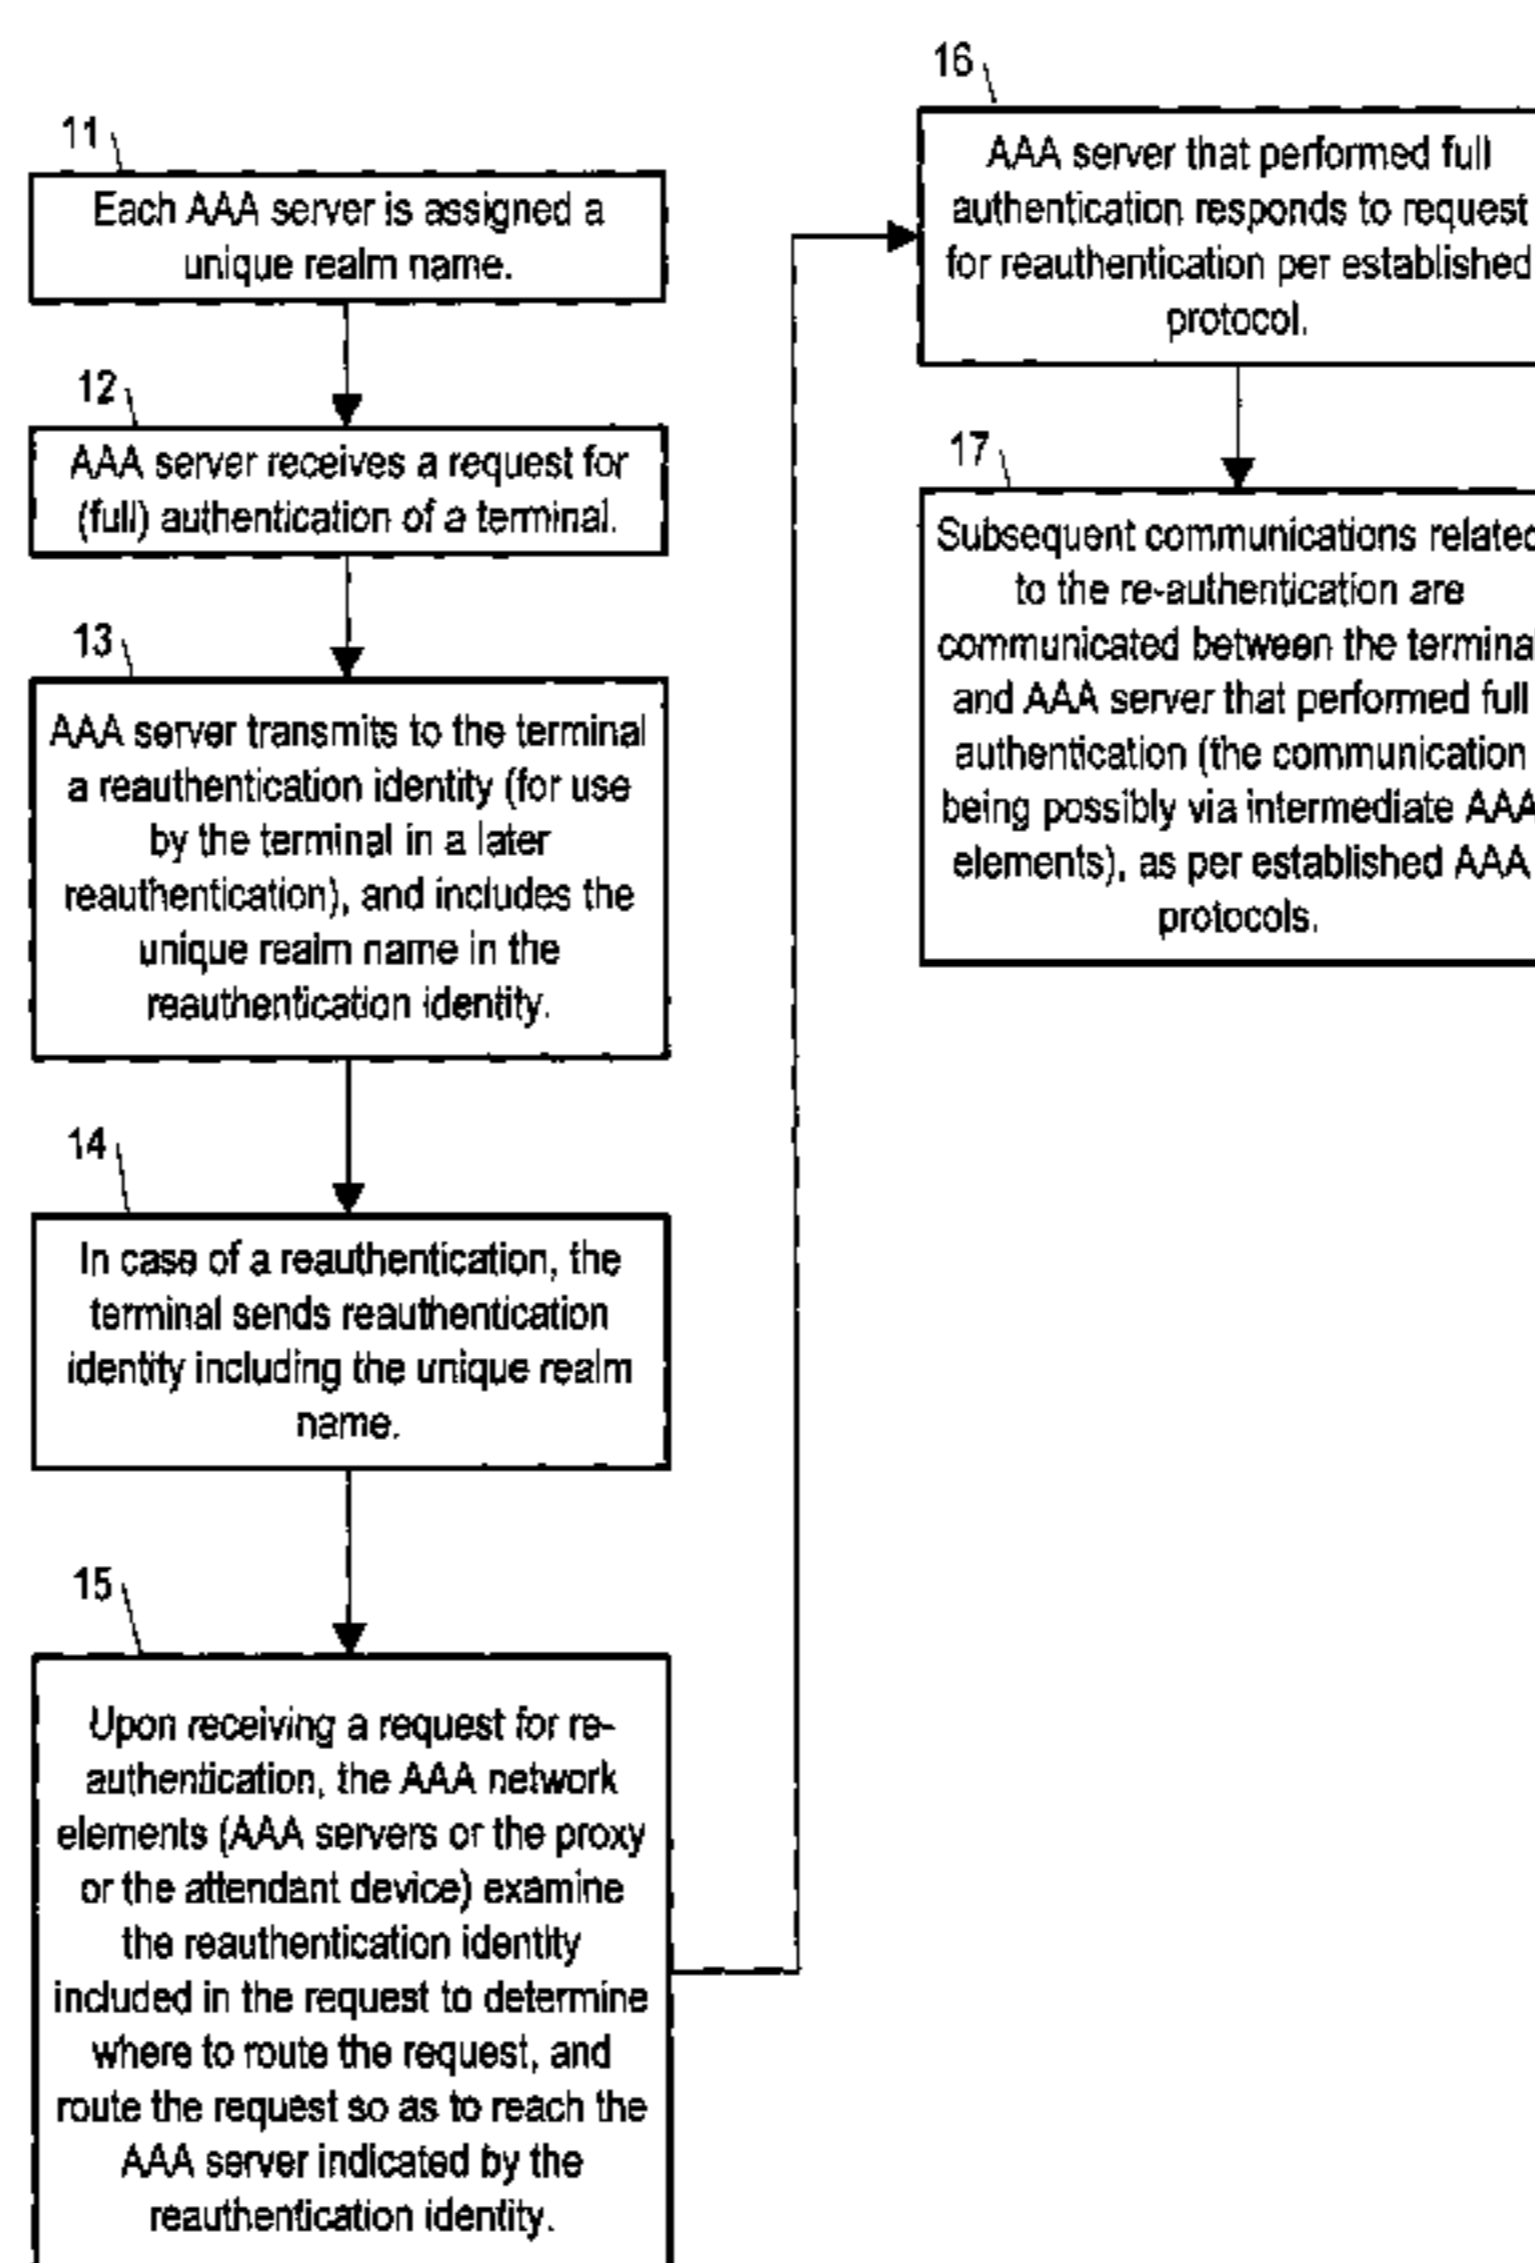 11
Each AAA server is assigned a
unique realm name.
12
AAA server receives a request for
(full) authentication of a terminal.
13
AAA server transmits to the terminal
a reauthentication identity (for use
by the terminal in a later
reauthentication), and includes the
unique realm name in the
reauthentication identity.
14
In case of a reauthentication, the
terminal sends reauthentication
identity including the unique realm
name.
15
Upon receiving a request for re-
authentication, the AAA network
elements (AAA servers or the proxy
or the attendant device) examine
the reauthentication identity
included in the request to determine
where to route the request, and
route the request so as to reach the
AAA server indicated by the
reauthentication identity.
16
AAA server that performed full
authentication responds to request
for reauthentication per established
protocol.
17
Subsequent communications related
to the re-authentication are
communicated between the terminal
and AAA server that performed full
authentication (the communication
being possibly via intermediate AAA
elements), as per established AAA
protocols.